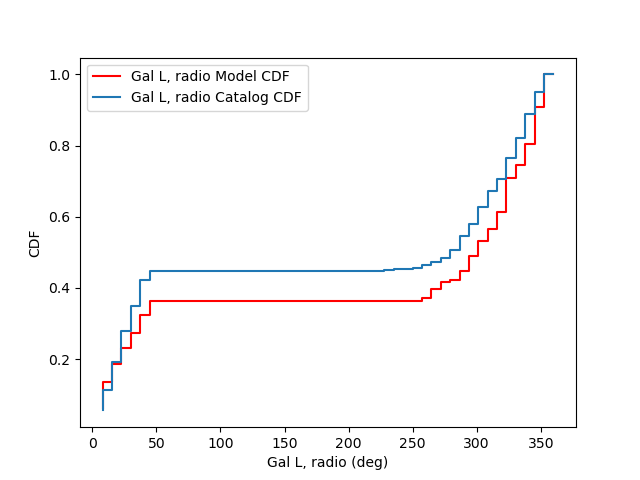 Gal L, radio Model CDF
Gal L, radio Catalog CDF
1.0
0.8
0.6
0.4
0.2
CDF
0 50 100 150 200 250 300 350
Gal L, radio (deg)